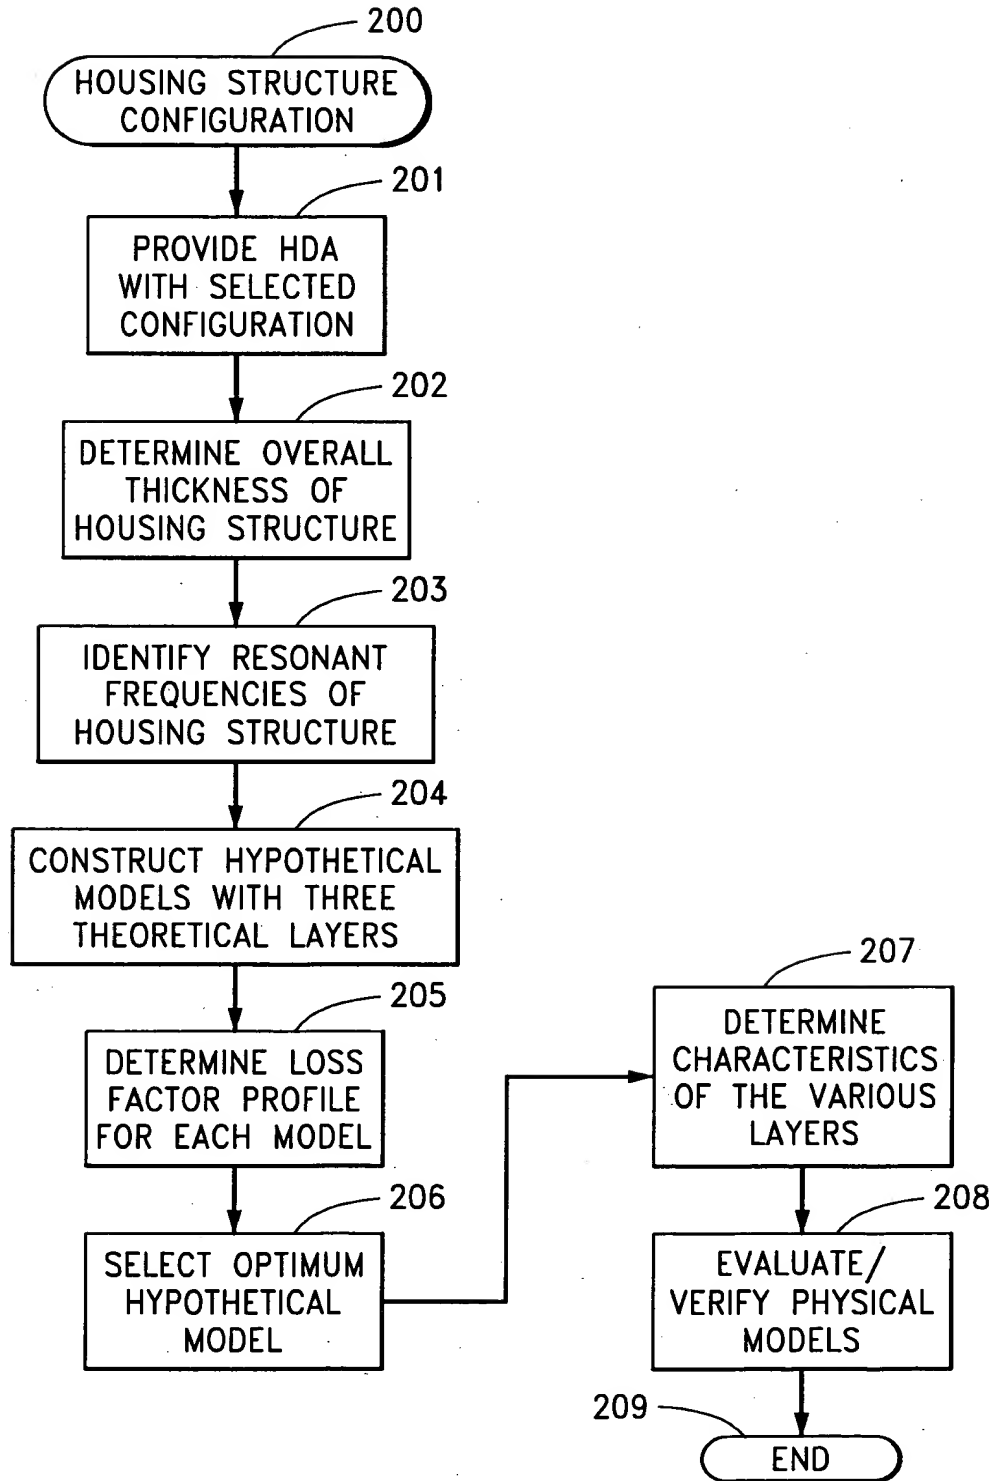 200
HOUSING STRUCTURE
CONFIGURATION
201
PROVIDE HDA
WITH SELECTED
CONFIGURATION
202
DETERMINE OVERALL
THICKNESS OF
HOUSING STRUCTURE
203
IDENTIFY RESONANT
FREQUENCIES OF
HOUSING STRUCTURE
204
CONSTRUCT HYPOTHETICAL
MODELS WITH THREE
THEORETICAL LAYERS
205
DETERMINE LOSS
FACTOR PROFILE
FOR EACH MODEL
206
SELECT OPTIMUM
HYPOTHETICAL
MODEL
207
DETERMINE
CHARACTERISTICS
OF THE VARIOUS
LAYERS
208
EVALUATE/
VERIFY PHYSICAL
MODELS
209
END